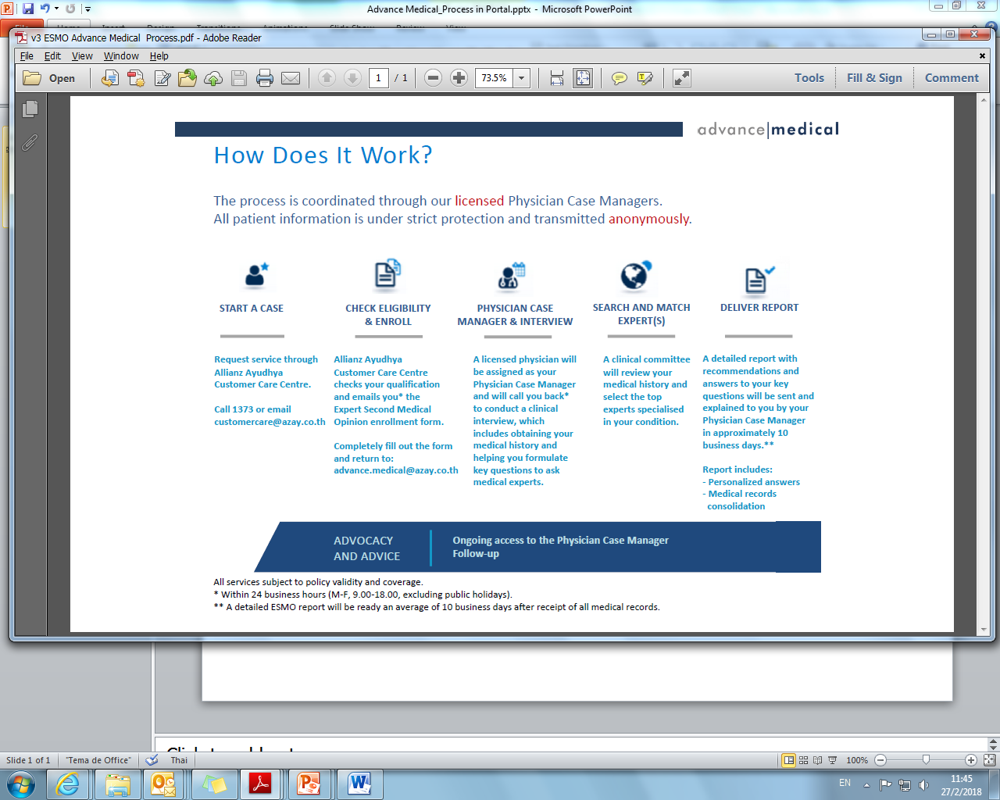 Advance Medical_Process in Portal.pptx - Microsoft PowerPoint
File Home Insert Design Transitions Animations Slide Show Review View
v3 ESMO Advance Medical Process.pdf - Adobe Reader
File Edit View Window Help
Open 1 / 1 73.5% Tools Fill & Sign Comment
advance|medical
How Does It Work?
The process is coordinated through our licensed Physician Case Managers.
All patient information is under strict protection and transmitted anonymously.
START A CASE
Request service through
Allianz Ayudhya
Customer Care Centre.
Call 1373 or email
customercare@azay.co.th
CHECK ELIGIBILITY
& ENROLL
Allianz Ayudhya
Customer Care Centre
checks your qualification
and emails you* the
Expert Second Medical
Opinion enrollment form.
Completely fill out the form
and return to:
advance.medical@azay.co.th
PHYSICIAN CASE
MANAGER & INTERVIEW
A licensed physician will
be assigned as your
Physician Case Manager
and will call you back*
to conduct a clinical
interview, which
includes obtaining your
medical history and
helping you formulate
key questions to ask
medical experts.
SEARCH AND MATCH
EXPERT(S)
A clinical committee
will review your
medical history and
select the top
experts specialised
in your condition.
DELIVER REPORT
A detailed report with
recommendations and
answers to your key
questions will be sent and
explained to you by your
Physician Case Manager
in approximately 10
business days.**
Report includes:
- Personalized answers
- Medical records
consolidation
ADVOCACY
AND ADVICE
Ongoing access to the Physician Case Manager
Follow-up
All services subject to policy validity and coverage.
* Within 24 business hours (M-F, 9.00-18.00, excluding public holidays).
** A detailed ESMO report will be ready an average of 10 business days after receipt of all medical records.
Slide 1 of 1 "Tema de Office" Thai 100%
EN 11:45
27/2/2018